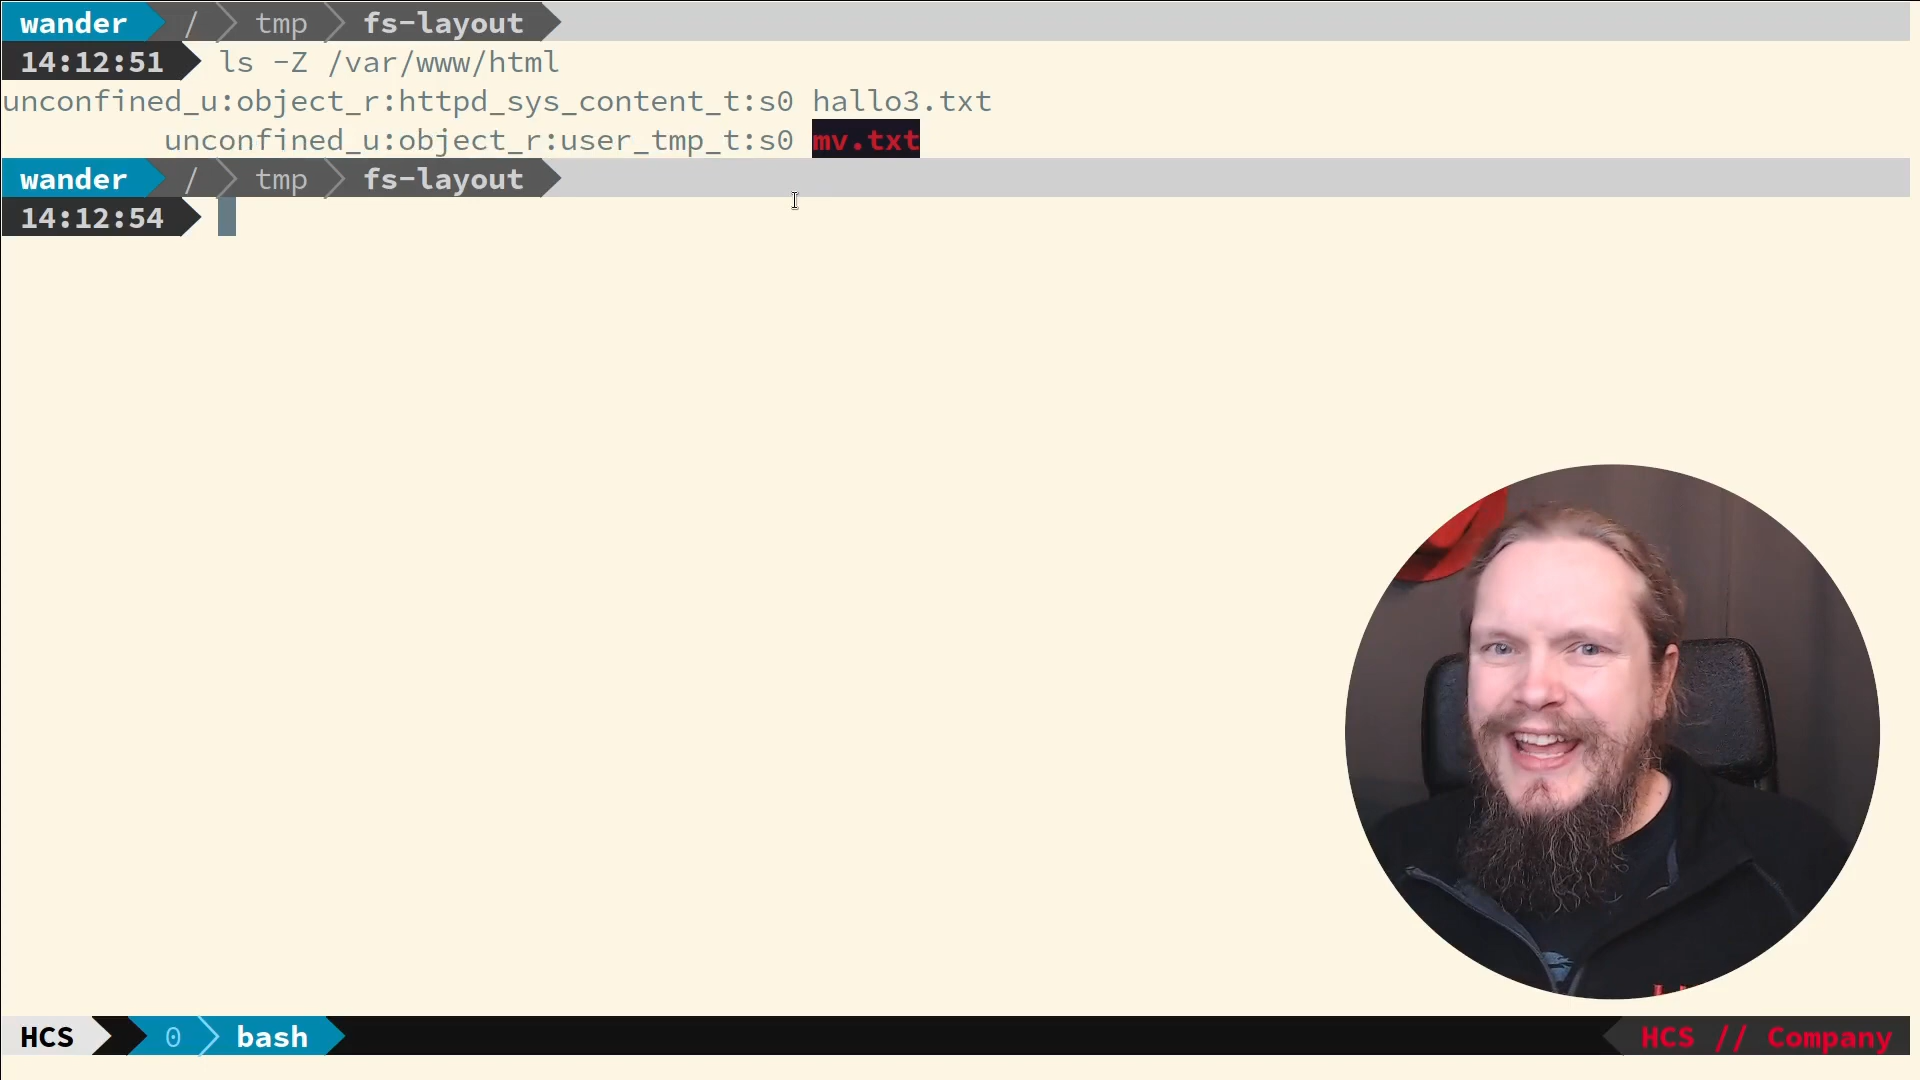 wander / tmp fs-layout
14:12:51 ls -Z /var/www/html
unconfined_u:object_r:httpd_sys_content_t:s0 hallo3.txt
unconfined_u:object_r:user_tmp_t:s0 mv.txt
wander / tmp fs-layout
14:12:54
HCS 0 bash HCS // Company